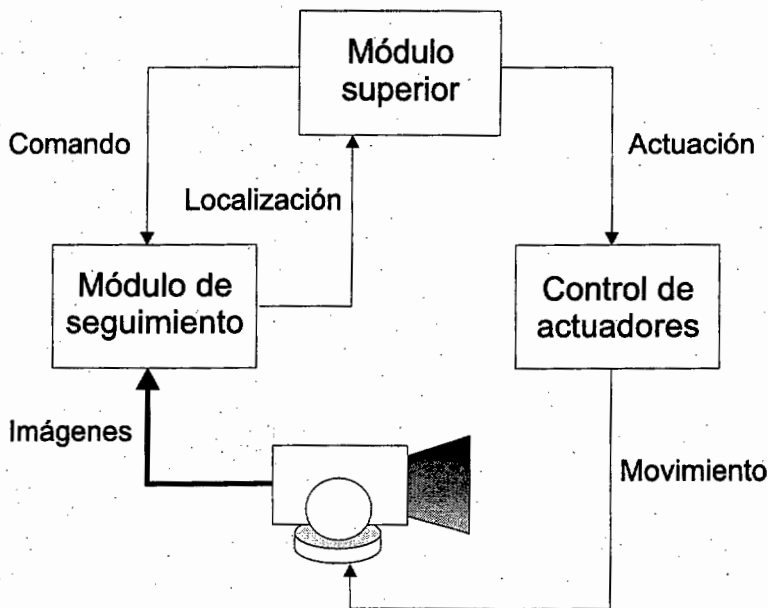 Módulo
superior
Comando
Actuación
Localización
Módulo de
seguimiento
Control de
actuadores
Imágenes
Movimiento